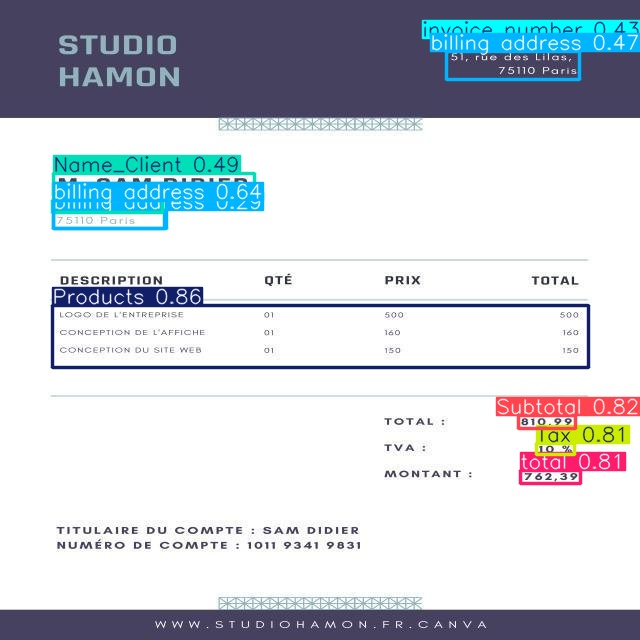 STUDIO
HAMON
invoice number 0.43
billing address 0.47
51, rue des Lilas,
75110 Paris
Name_Client 0.49
M. SAM DIDIER
billing address 0.64
billing address 0.29
75110 Paris
DESCRIPTION QTÉ PRIX TOTAL
Products 0.86
LOGO DE L'ENTREPRISE 01 500 500
CONCEPTION DE L'AFFICHE 01 160 160
CONCEPTION DU SITE WEB 01 150 150
Subtotal 0.82
TOTAL : 810.99
Tax 0.81
TVA : 10 %
total 0.81
MONTANT : 762,39
TITULAIRE DU COMPTE : SAM DIDIER
NUMÉRO DE COMPTE : 1011 9341 9831
WWW.STUDIOHAMON.FR.CANVA